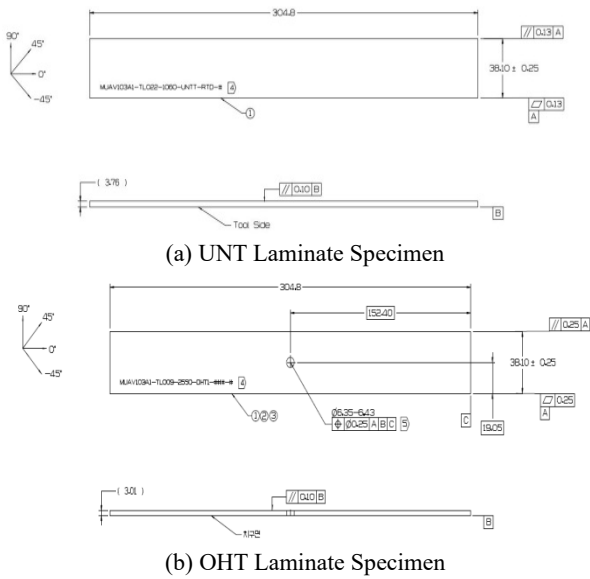 304.8
90°
45°
0°
-45°
// 0.13 A
38.10 ± 0.25
MUAV103A1-TL022-1060-UNTT-RTD-# 4
1
▱ 0.13
A
( 3.76 )
// 0.10 B
Tool Side
B
(a) UNT Laminate Specimen
304.8
152.40
90°
45°
0°
-45°
// 0.25 A
38.10 ± 0.25
MUAV103A1-TL009-2550-OHT1-###-# 4
①②③
Ø6.35-6.43
⌖ Ø0.25 A B C 5
C
19.05
▱ 0.25
A
( 3.01 )
// 0.10 B
치구면
B
(b) OHT Laminate Specimen